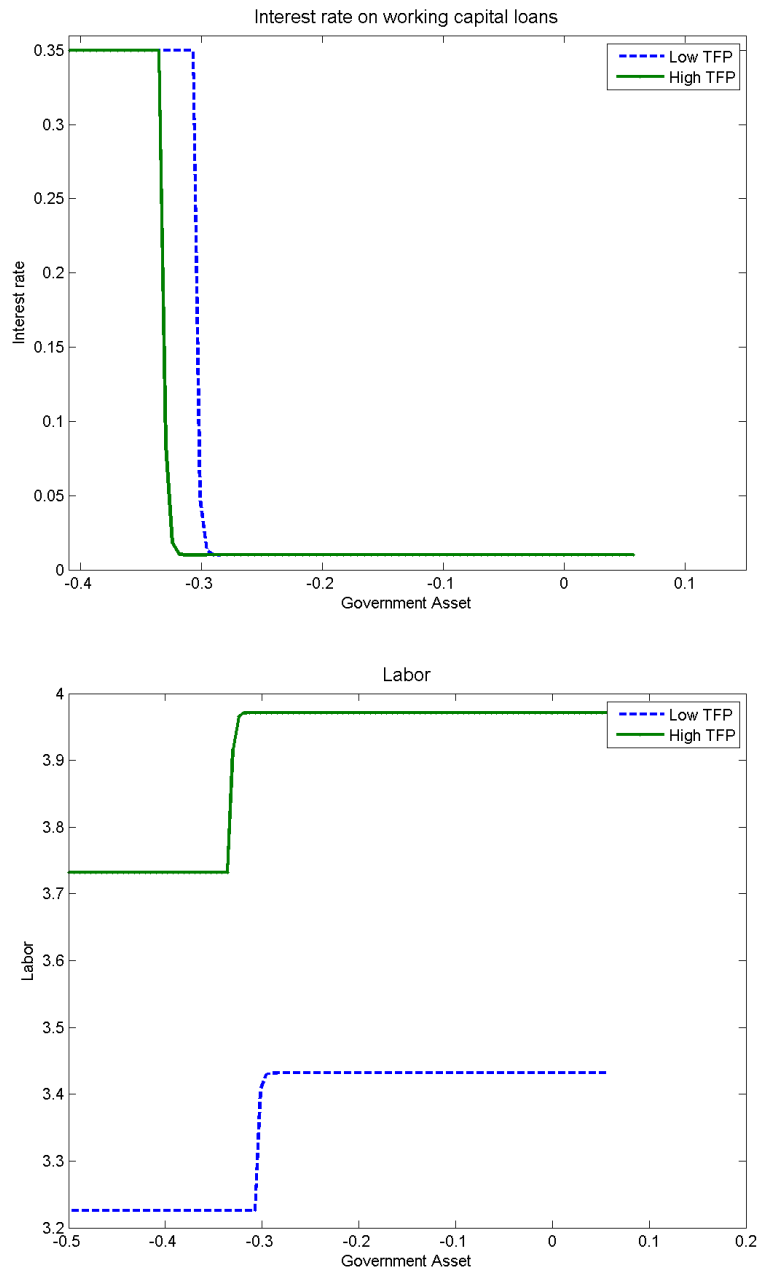 Interest rate on working capital loans
0.35
0.3
0.25
0.2
0.15
0.1
0.05
0
Interest rate
Low TFP
High TFP
-0.4 -0.3 -0.2 -0.1 0 0.1
Government Asset
Labor
4
3.9
3.8
3.7
3.6
3.5
3.4
3.3
3.2
Labor
Low TFP
High TFP
-0.5 -0.4 -0.3 -0.2 -0.1 0 0.1 0.2
Government Asset